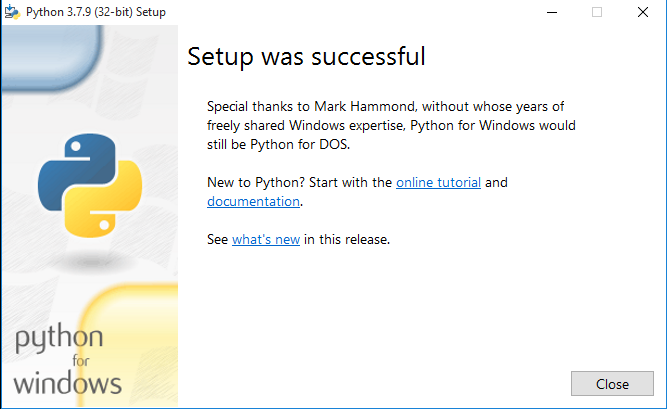 Python 3.7.9 (32-bit) Setup
Setup was successful
Special thanks to Mark Hammond, without whose years of
freely shared Windows expertise, Python for Windows would
still be Python for DOS.
New to Python? Start with the online tutorial and
documentation.
See what's new in this release.
python
for
windows
Close